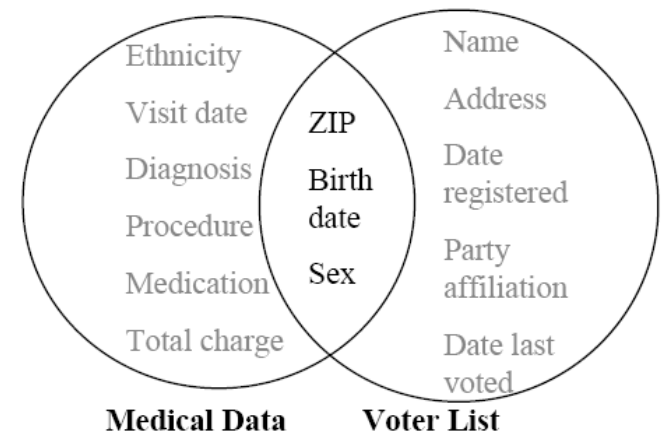 Ethnicity
Visit date
Diagnosis
Procedure
Medication
Total charge
ZIP
Birth
date
Sex
Name
Address
Date
registered
Party
affiliation
Date last
voted
Medical Data
Voter List